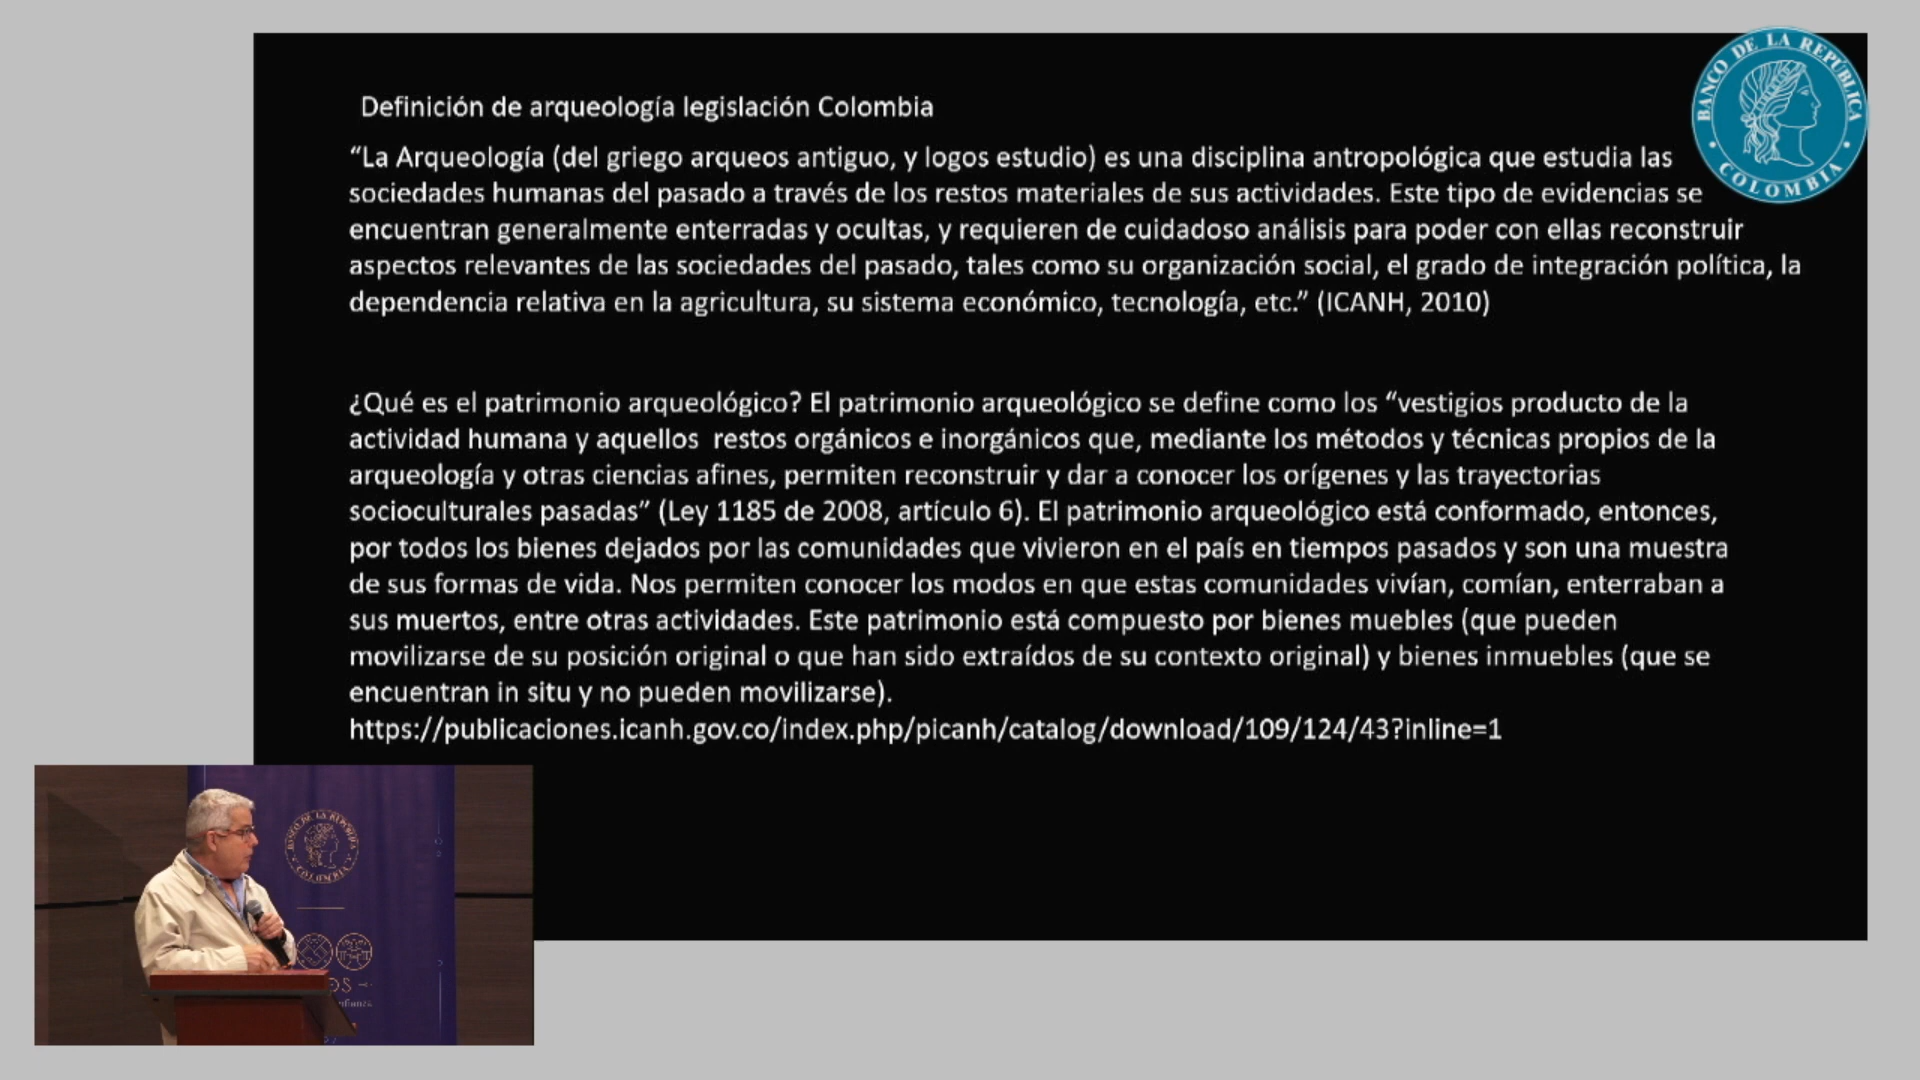 Definición de arqueología legislación Colombia
“La Arqueología (del griego arqueos antiguo, y logos estudio) es una disciplina antropológica que estudia las
sociedades humanas del pasado a través de los restos materiales de sus actividades. Este tipo de evidencias se
encuentran generalmente enterradas y ocultas, y requieren de cuidadoso análisis para poder con ellas reconstruir
aspectos relevantes de las sociedades del pasado, tales como su organización social, el grado de integración política, la
dependencia relativa en la agricultura, su sistema económico, tecnología, etc.” (ICANH, 2010)
¿Qué es el patrimonio arqueológico? El patrimonio arqueológico se define como los “vestigios producto de la
actividad humana y aquellos  restos orgánicos e inorgánicos que, mediante los métodos y técnicas propios de la
arqueología y otras ciencias afines, permiten reconstruir y dar a conocer los orígenes y las trayectorias
socioculturales pasadas” (Ley 1185 de 2008, artículo 6). El patrimonio arqueológico está conformado, entonces,
por todos los bienes dejados por las comunidades que vivieron en el país en tiempos pasados y son una muestra
de sus formas de vida. Nos permiten conocer los modos en que estas comunidades vivían, comían, enterraban a
sus muertos, entre otras actividades. Este patrimonio está compuesto por bienes muebles (que pueden
movilizarse de su posición original o que han sido extraídos de su contexto original) y bienes inmuebles (que se
encuentran in situ y no pueden movilizarse).
https://publicaciones.icanh.gov.co/index.php/picanh/catalog/download/109/124/43?inline=1
BANCO DE LA REPÚBLICA
COLOMBIA
BANCO DE LA REPÚBLICA
COLOMBIA